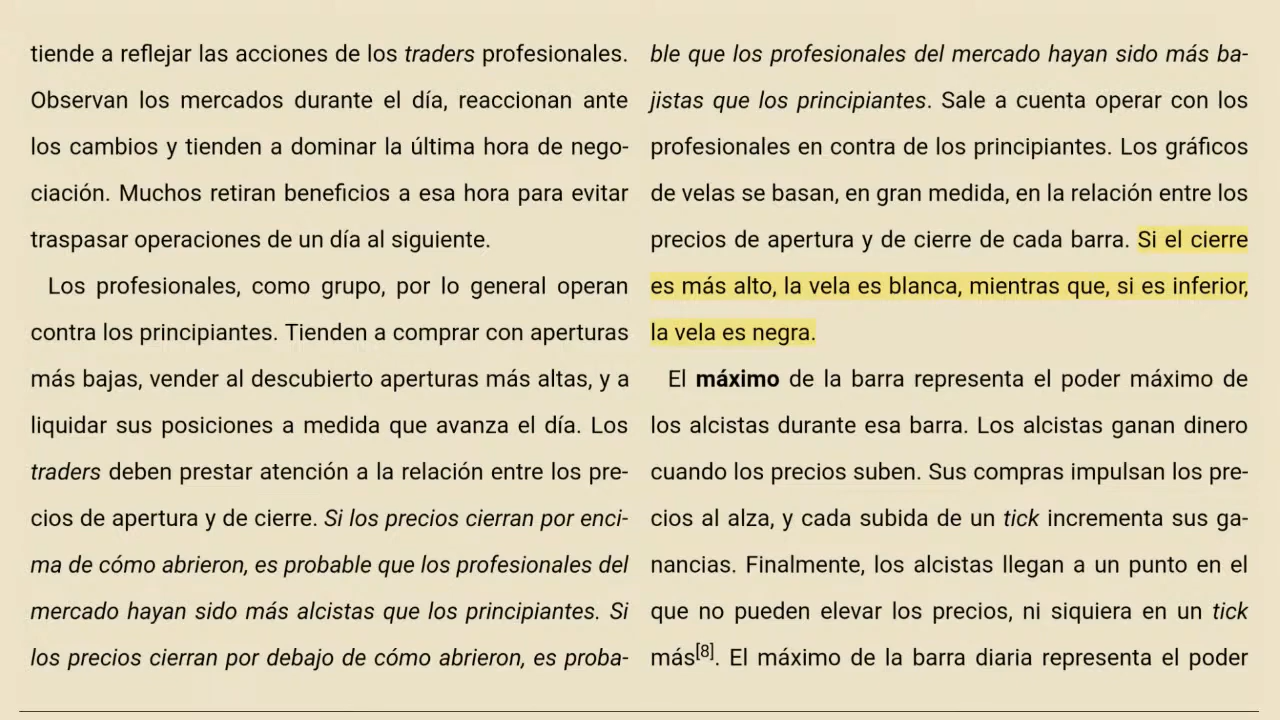 tiende a reflejar las acciones de los traders profesionales.
Observan los mercados durante el día, reaccionan ante
los cambios y tienden a dominar la última hora de nego-
ciación. Muchos retiran beneficios a esa hora para evitar
traspasar operaciones de un día al siguiente.
Los profesionales, como grupo, por lo general operan
contra los principiantes. Tienden a comprar con aperturas
más bajas, vender al descubierto aperturas más altas, y a
liquidar sus posiciones a medida que avanza el día. Los
traders deben prestar atención a la relación entre los pre-
cios de apertura y de cierre. Si los precios cierran por enci-
ma de cómo abrieron, es probable que los profesionales del
mercado hayan sido más alcistas que los principiantes. Si
los precios cierran por debajo de cómo abrieron, es proba-
ble que los profesionales del mercado hayan sido más ba-
jistas que los principiantes. Sale a cuenta operar con los
profesionales en contra de los principiantes. Los gráficos
de velas se basan, en gran medida, en la relación entre los
precios de apertura y de cierre de cada barra. Si el cierre
es más alto, la vela es blanca, mientras que, si es inferior,
la vela es negra.
El máximo de la barra representa el poder máximo de
los alcistas durante esa barra. Los alcistas ganan dinero
cuando los precios suben. Sus compras impulsan los pre-
cios al alza, y cada subida de un tick incrementa sus ga-
nancias. Finalmente, los alcistas llegan a un punto en el
que no pueden elevar los precios, ni siquiera en un tick
más[8]. El máximo de la barra diaria representa el poder